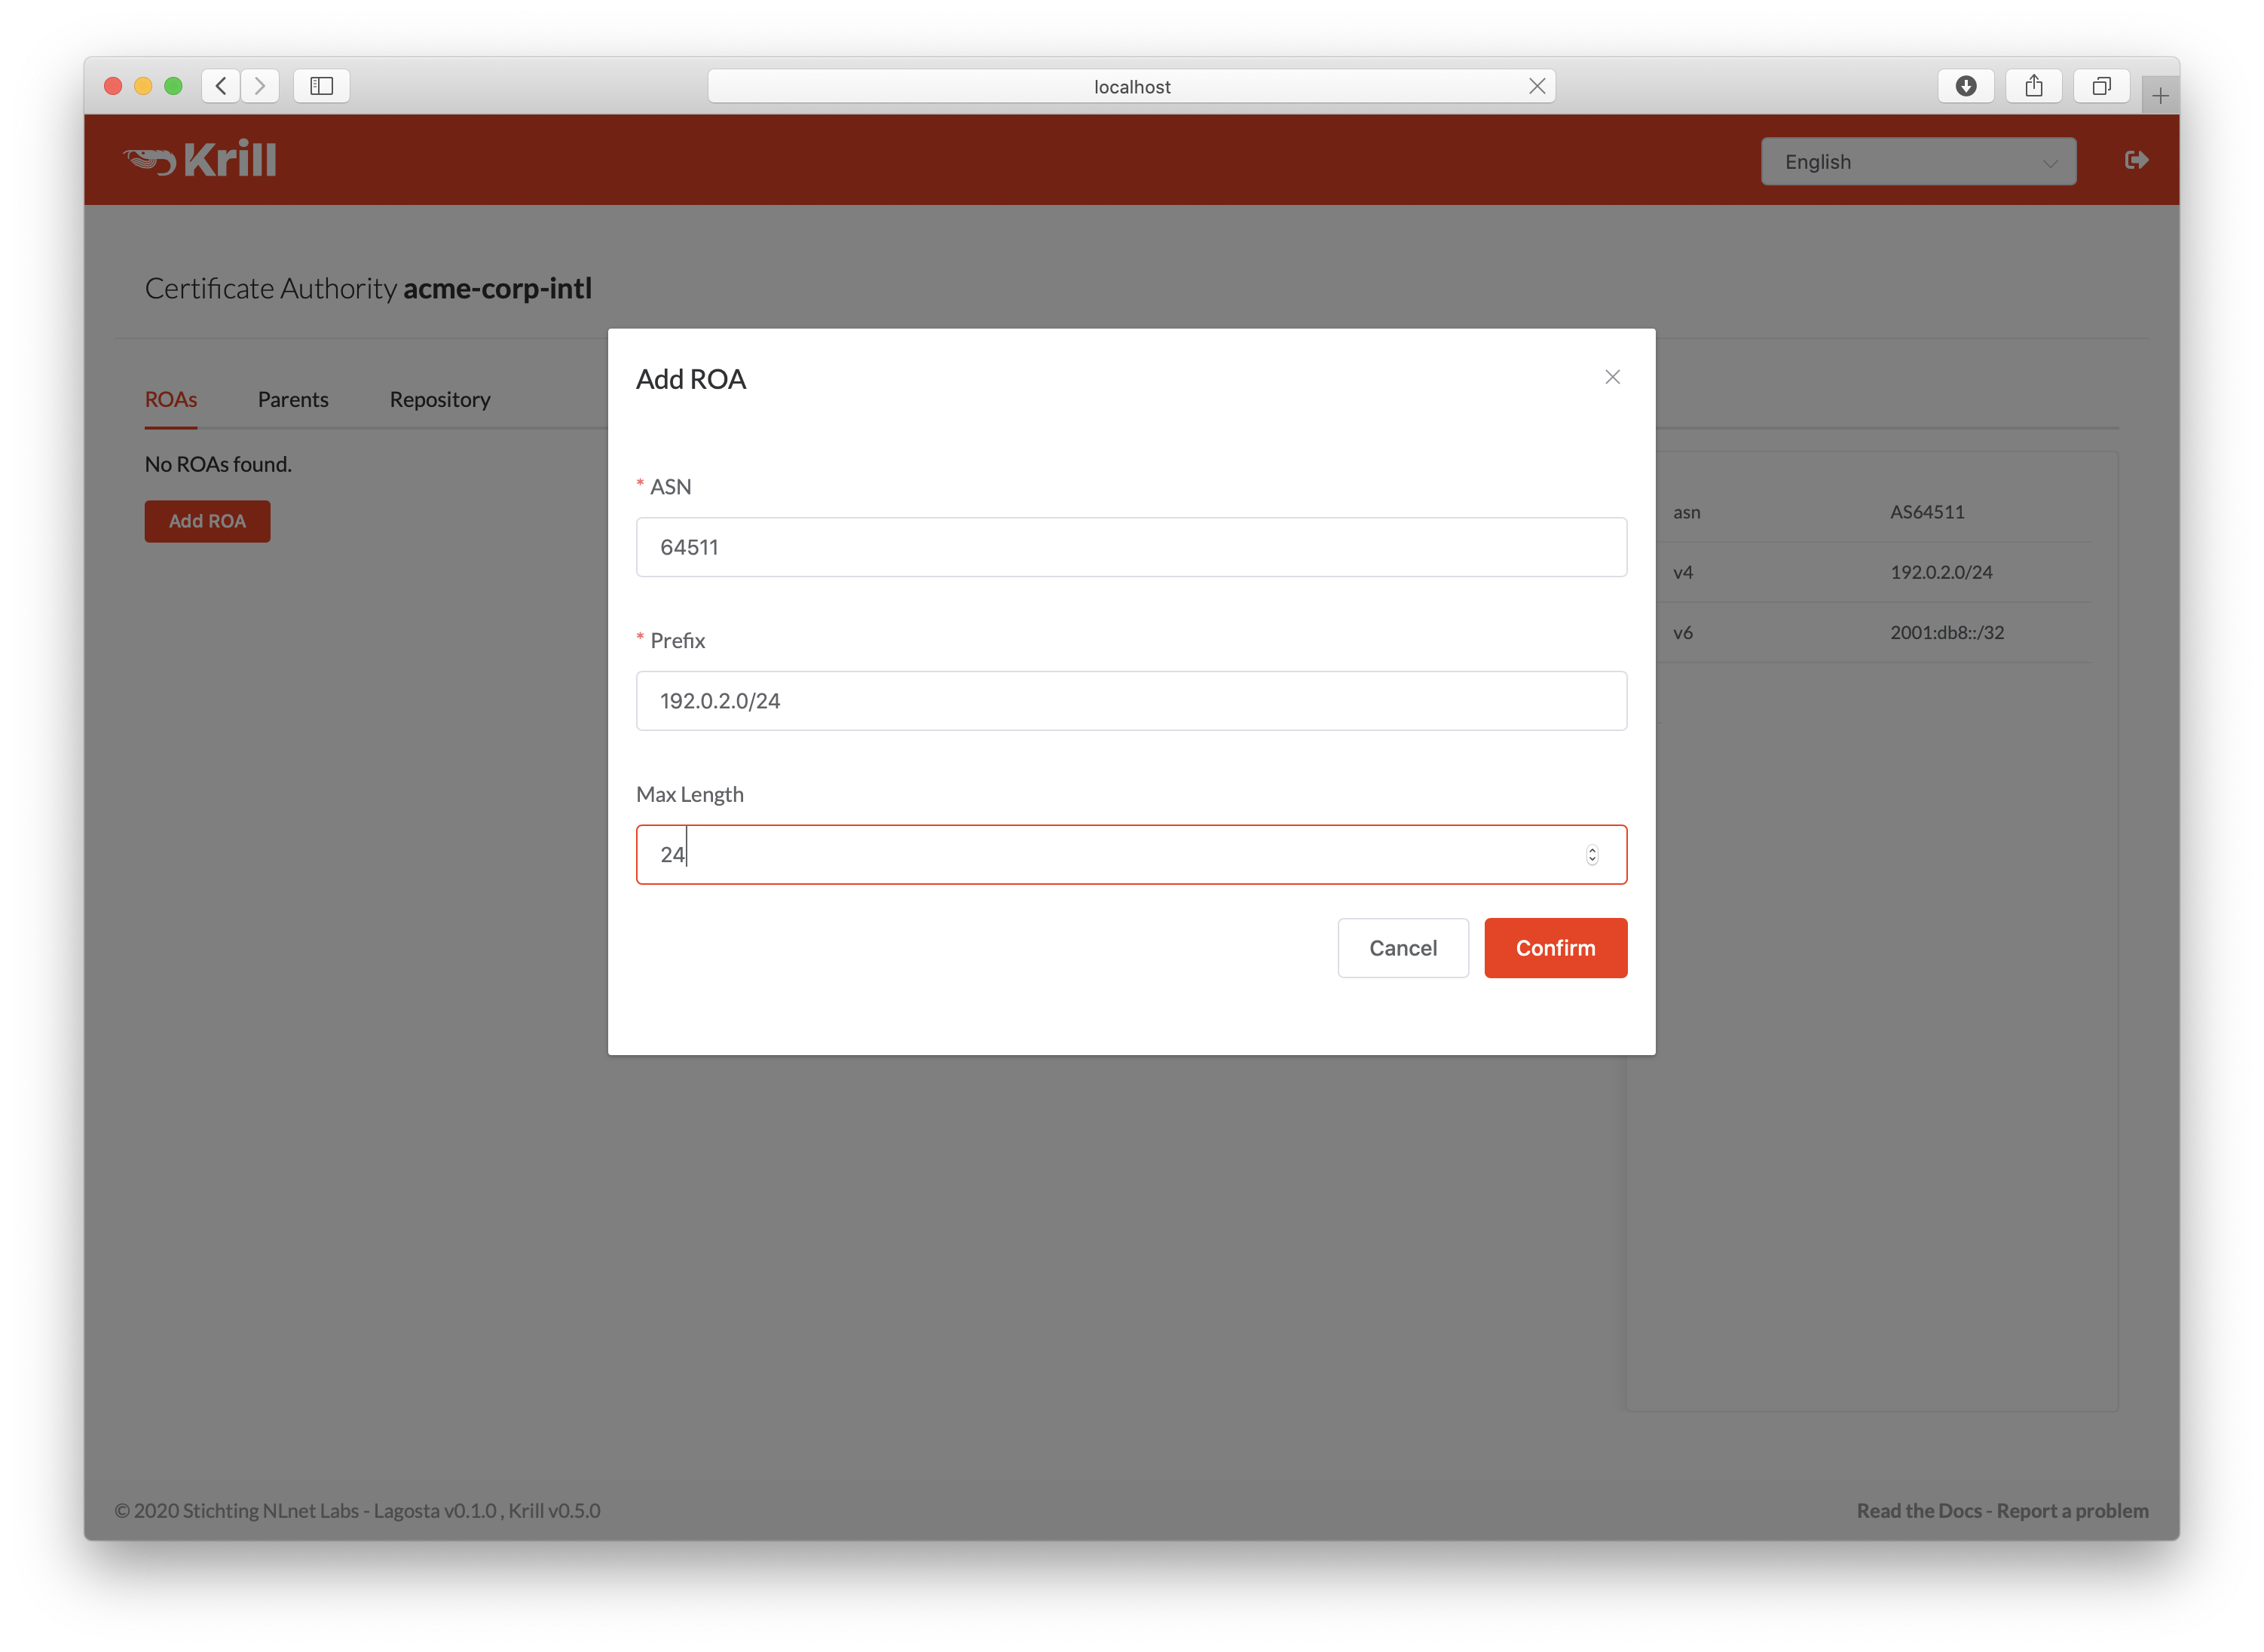 localhost
Krill
English
Certificate Authority acme-corp-intl
ROAs Parents Repository
No ROAs found.
Add ROA
Add ROA
* ASN
64511
* Prefix
192.0.2.0/24
Max Length
24
Cancel Confirm
asn AS64511
v4 192.0.2.0/24
v6 2001:db8::/32
© 2020 Stichting NLnet Labs - Lagosta v0.1.0 , Krill v0.5.0
Read the Docs - Report a problem